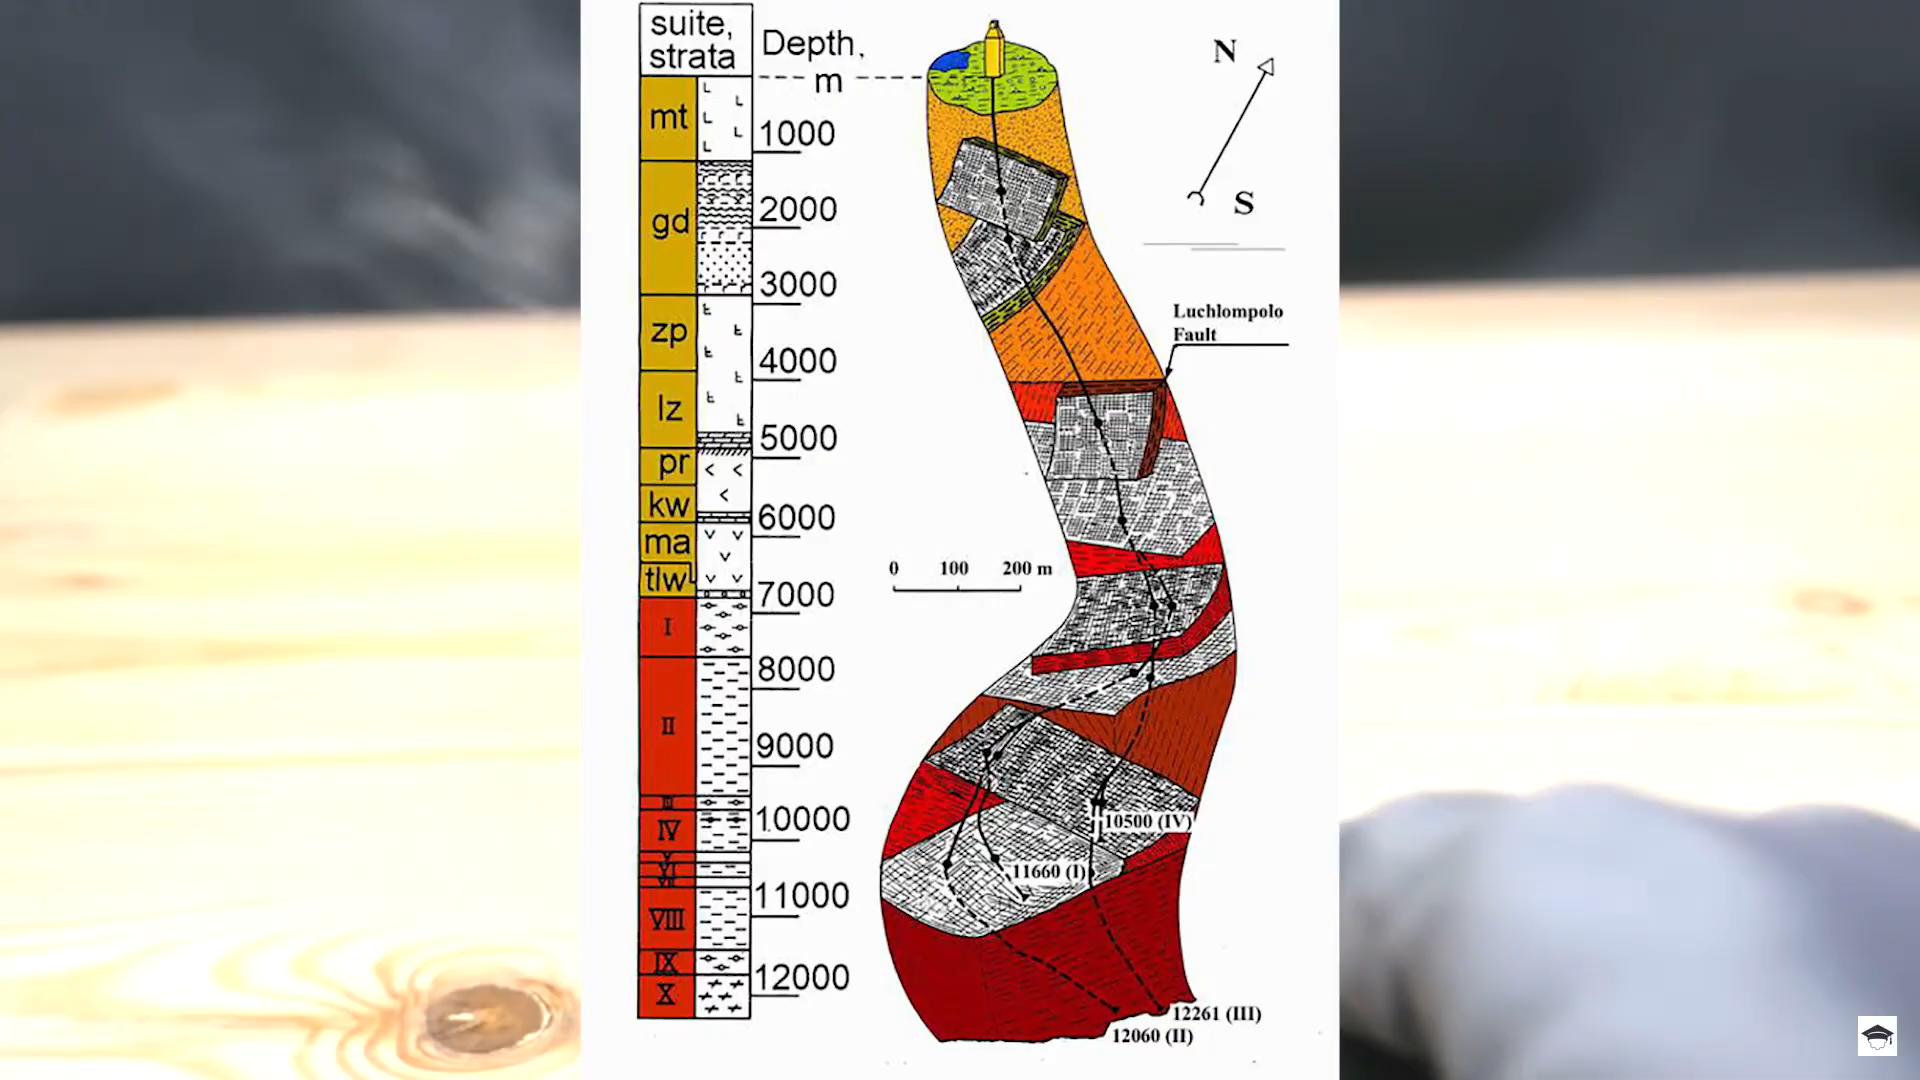 suite,
strata
Depth,
m
N
S
mt
1000
gd
2000
3000
zp
4000
lz
5000
pr
kw
6000
ma
tlw
7000
I
8000
II
9000
III
IV
10000
V
VI
VII
11000
VIII
IX
12000
X
Luchlompolo
Fault
0 100 200 m
10500 (IV)
11660 (I)
12261 (III)
12060 (II)